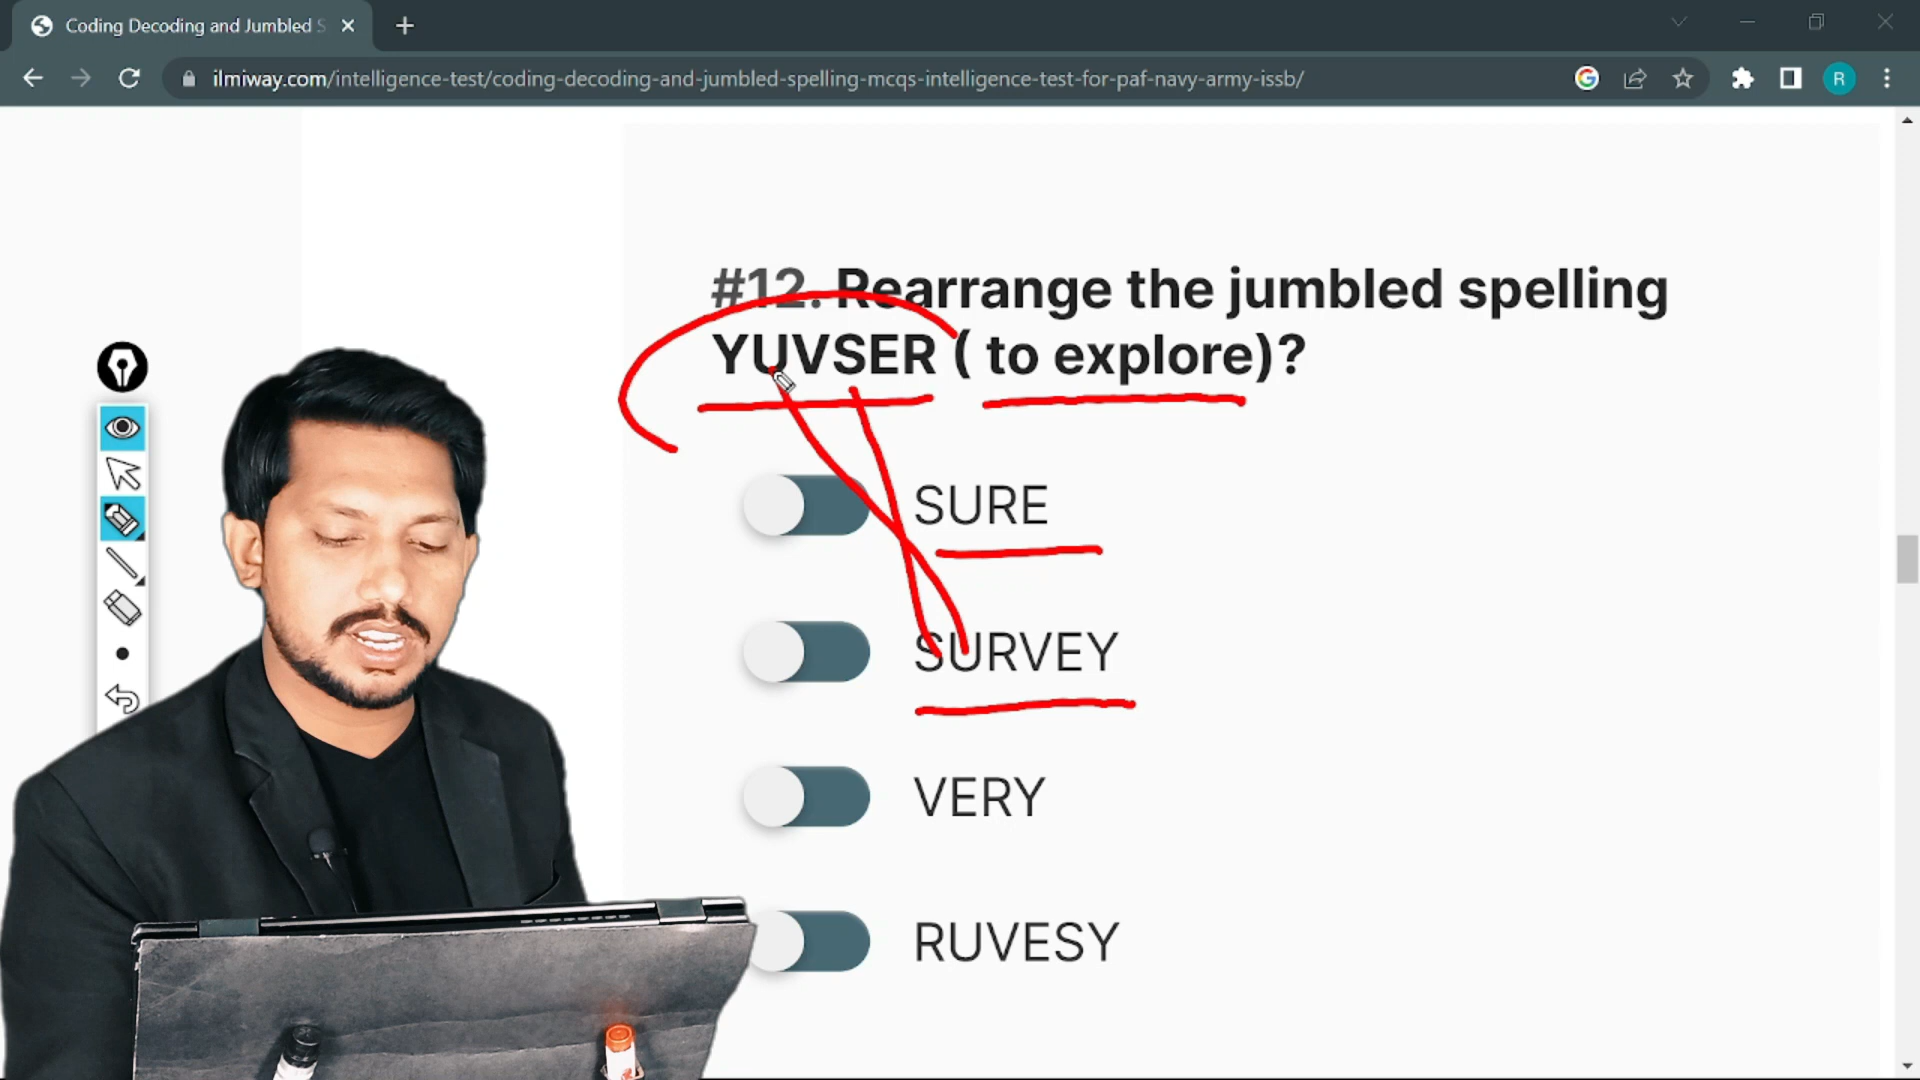 Coding Decoding and Jumbled S
ilmiway.com/intelligence-test/coding-decoding-and-jumbled-spelling-mcqs-intelligence-test-for-paf-navy-army-issb/
R
#12. Rearrange the jumbled spelling
YUVSER ( to explore)?
SURE
SURVEY
VERY
RUVESY